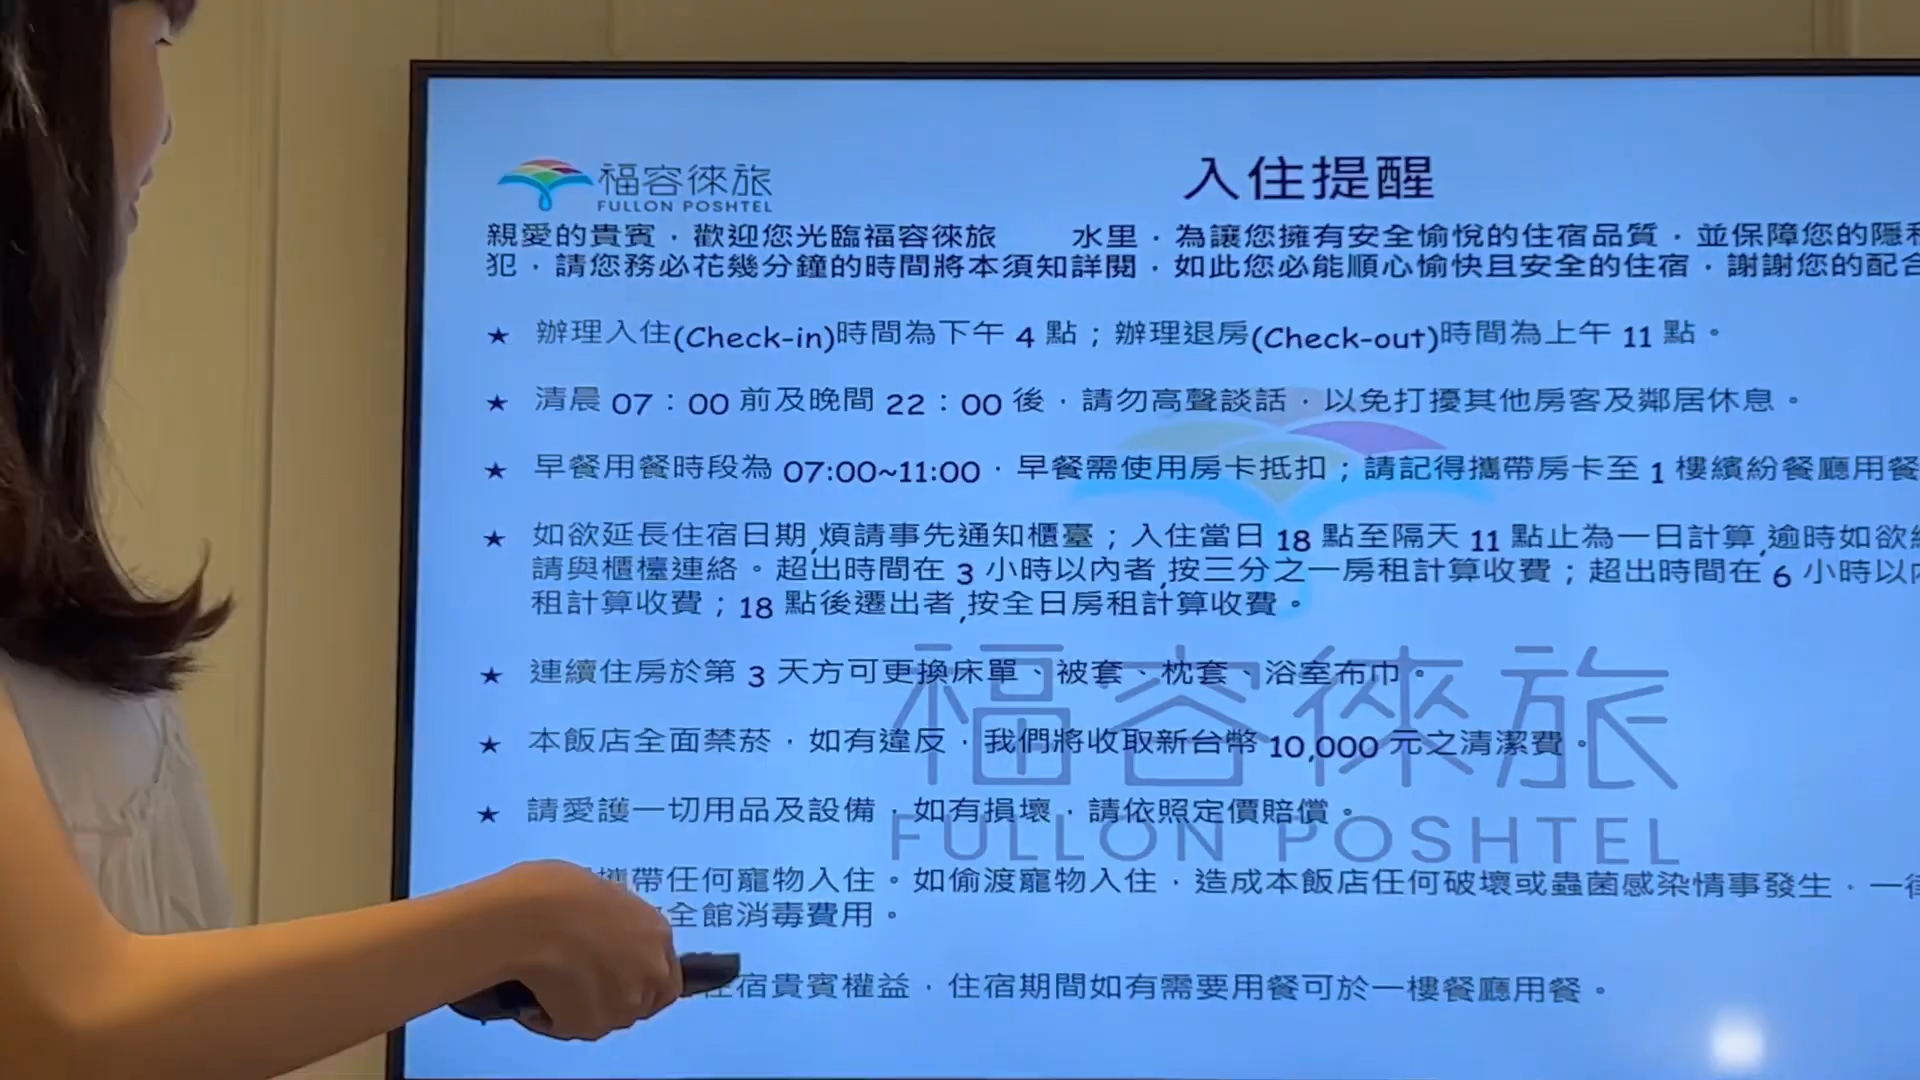 福容徠旅
FULLON POSHTEL
入住提醒
親愛的貴賓，歡迎您光臨福容徠旅 水里，為讓您擁有安全愉悅的住宿品質，並保障您的隱
犯，請您務必花幾分鐘的時間將本須知詳閱，如此您必能順心愉快且安全的住宿，謝謝您的配合
★ 辦理入住(Check-in)時間為下午 4 點；辦理退房(Check-out)時間為上午 11 點。
★ 清晨 07：00 前及晚間 22：00 後，請勿高聲談話，以免打擾其他房客及鄰居休息。
★ 早餐用餐時段為 07:00~11:00，早餐需使用房卡抵扣；請記得攜帶房卡至 1 樓繽紛餐廳用餐
★ 如欲延長住宿日期,煩請事先通知櫃臺；入住當日 18 點至隔天 11 點止為一日計算,逾時如欲
請與櫃檯連絡。超出時間在 3 小時以內者,按三分之一房租計算收費；超出時間在 6 小時以內
租計算收費；18 點後遷出者,按全日房租計算收費。
★ 連續住房於第 3 天方可更換床單、被套、枕套、浴室布巾。
★ 本飯店全面禁菸，如有違反，我們將收取新台幣 10,000 元之清潔費。
★ 請愛護一切用品及設備，如有損壞，請依照定價賠償。
攜帶任何寵物入住。如偷渡寵物入住，造成本飯店任何破壞或蟲菌感染情事發生，一
全館消毒費用。
住宿貴賓權益，住宿期間如有需要用餐可於一樓餐廳用餐。
福容徠旅
FULLON POSHTEL